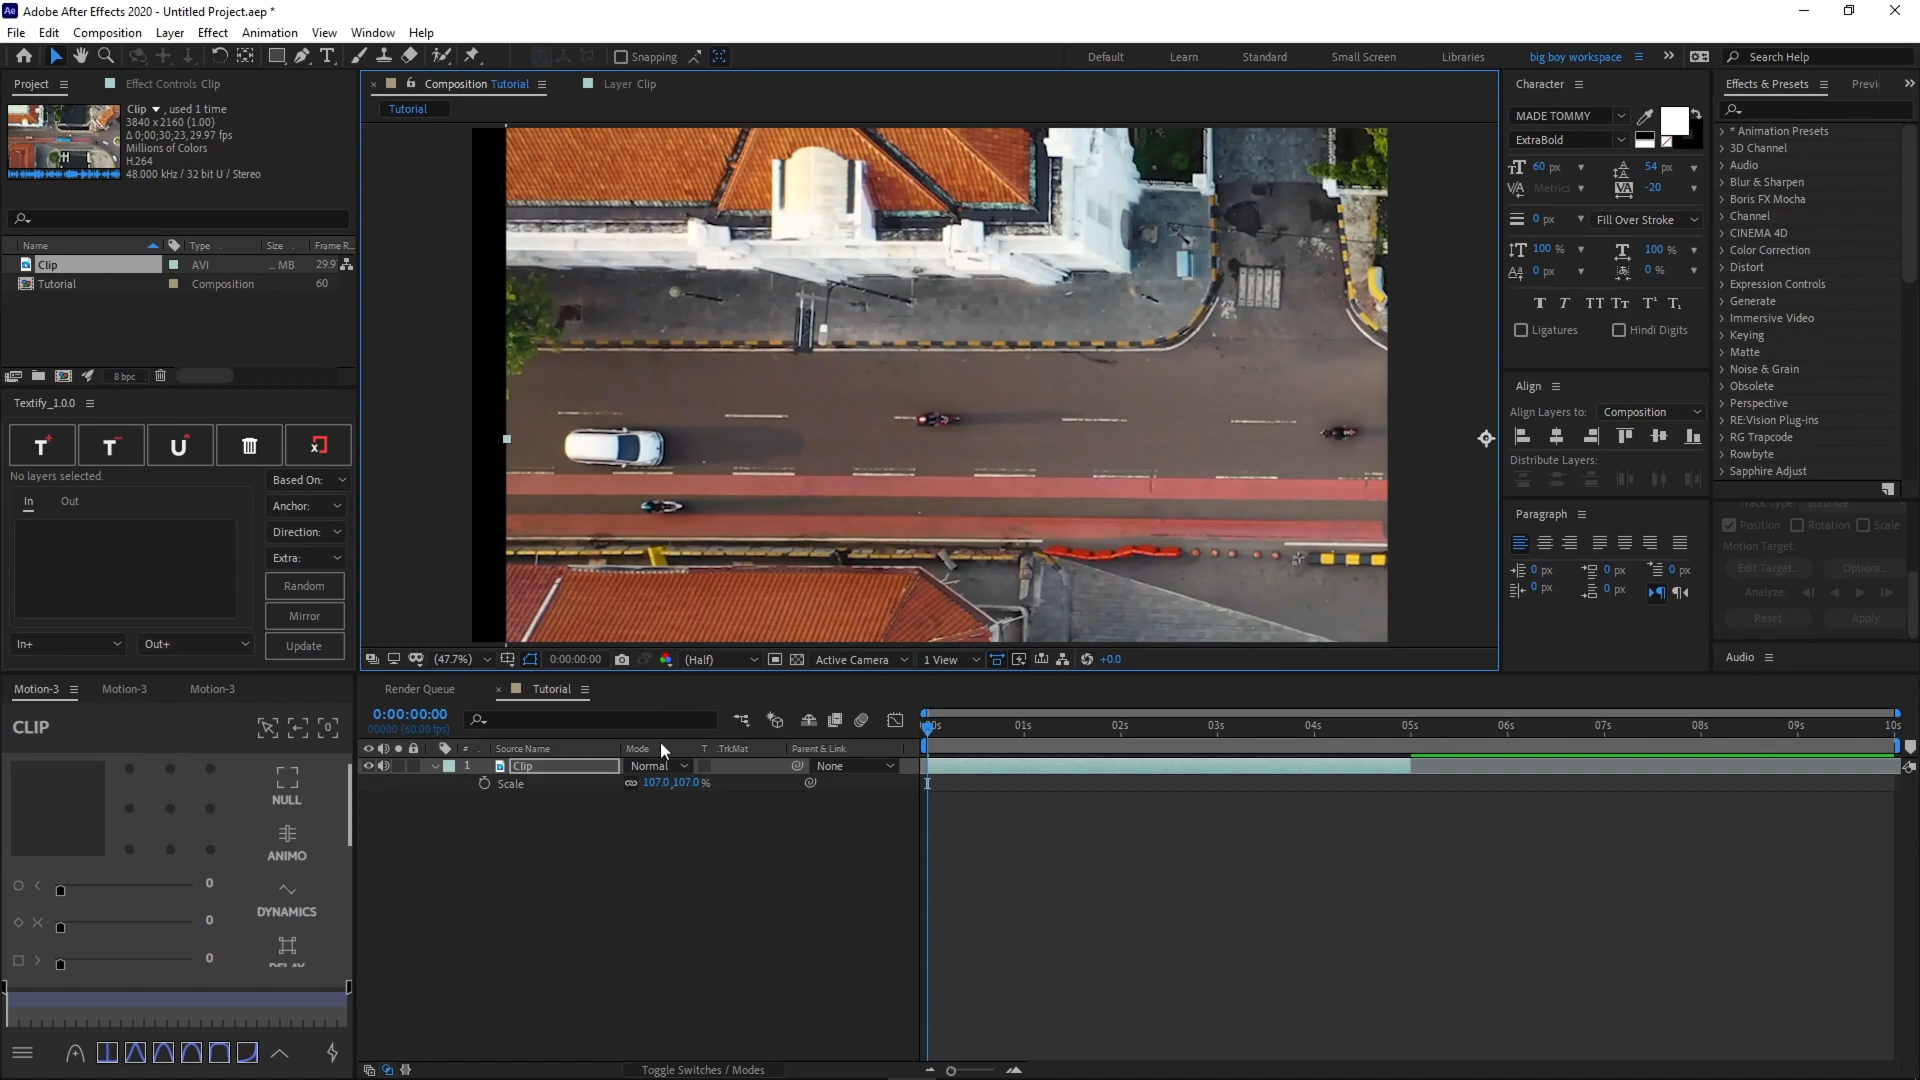 Adobe After Effects 2020 - Untitled Project.aep *
File Edit Composition Layer Effect Animation View Window Help
Snapping
Default Learn Standard Small Screen Libraries big boy workspace Search Help
Project Effect Controls Clip
Clip , used 1 time
3840 x 2160 (1.00)
Δ 0;00;30;23, 29.97 fps
Millions of Colors
H.264
48.000 kHz / 32 bit U / Stereo
Name Type Size Frame R...
Clip AVI ... MB 29.9
Tutorial Composition 60
8 bpc
Textify_1.0.0
No layers selected.
In Out
Based On:
Anchor:
Direction:
Extra:
Random
Mirror
Update
In+ Out+
Composition Tutorial Layer Clip
Tutorial
(47.7%) 0:00:00:00 (Half) Active Camera 1 View +0.0
Character
MADE TOMMY
ExtraBold
60 px 54 px
Metrics -20
0 px Fill Over Stroke
100 % 100 %
0 px 0 %
Ligatures Hindi Digits
Align
Align Layers to: Composition
Distribute Layers:
Paragraph
0 px 0 px 0 px
0 px 0 px
Effects & Presets Previ
* Animation Presets
3D Channel
Audio
Blur & Sharpen
Boris FX Mocha
Channel
CINEMA 4D
Color Correction
Distort
Expression Controls
Generate
Immersive Video
Keying
Matte
Noise & Grain
Obsolete
Perspective
RE:Vision Plug-ins
RG Trapcode
Rowbyte
Sapphire Adjust
Track Type: Stabilize
Position Rotation Scale
Motion Target:
Edit Target... Options...
Analyze:
Reset Apply
Audio
Motion-3 Motion-3 Motion-3
CLIP
NULL
ANIMO
DYNAMICS
DELAY
0
0
0
Render Queue Tutorial
0:00:00:00
00000 (60.00 fps)
Source Name Mode T .TrkMat Parent & Link
1 Clip Normal None
Scale 107.0,107.0 %
01s 02s 03s 04s 05s 06s 07s 08s 09s 10s
Toggle Switches / Modes